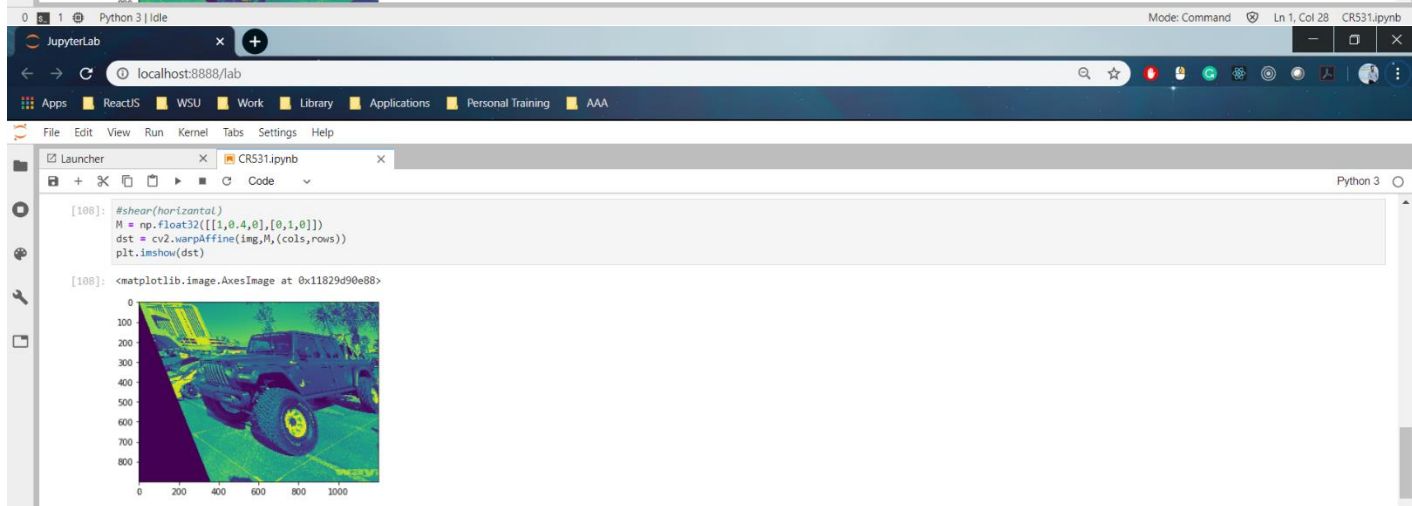 0 1 Python 3 | Idle Mode: Command Ln 1, Col 28 CR531.ipynb
JupyterLab
localhost:8888/lab
Apps ReactJS WSU Work Library Applications Personal Training AAA
File Edit View Run Kernel Tabs Settings Help
Launcher CR531.ipynb
Code Python 3
[108]: #shear(horizantal)
M = np.float32([[1,0.4,0],[0,1,0]])
dst = cv2.warpAffine(img,M,(cols,rows))
plt.imshow(dst)
[108]: <matplotlib.image.AxesImage at 0x11829d90e88>
0
100
200
300
400
500
600
700
800
0 200 400 600 800 1000